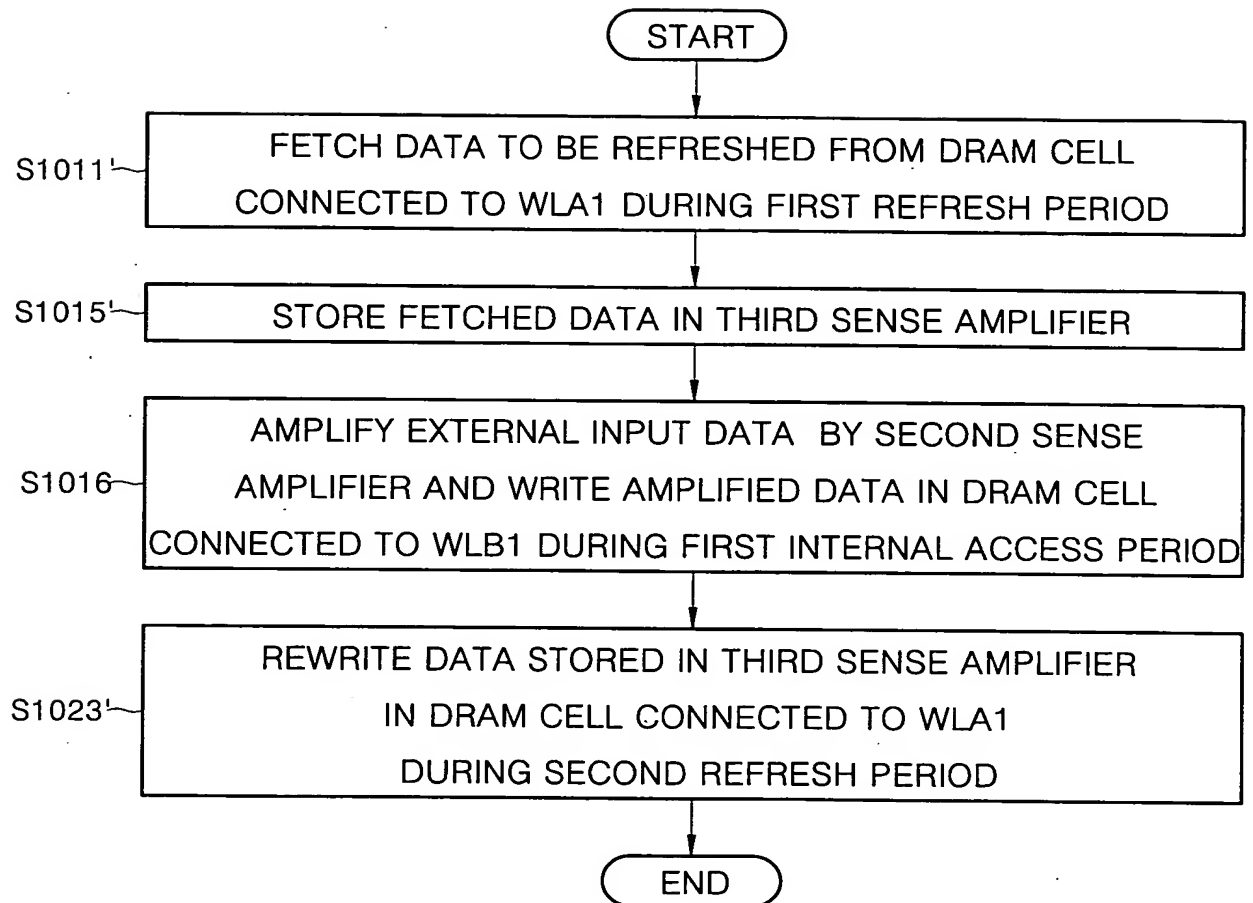 START
S1011'
FETCH DATA TO BE REFRESHED FROM DRAM CELL
CONNECTED TO WLA1 DURING FIRST REFRESH PERIOD
S1015'
STORE FETCHED DATA IN THIRD SENSE AMPLIFIER
S1016
AMPLIFY EXTERNAL INPUT DATA BY SECOND SENSE
AMPLIFIER AND WRITE AMPLIFIED DATA IN DRAM CELL
CONNECTED TO WLB1 DURING FIRST INTERNAL ACCESS PERIOD
S1023'
REWRITE DATA STORED IN THIRD SENSE AMPLIFIER
IN DRAM CELL CONNECTED TO WLA1
DURING SECOND REFRESH PERIOD
END